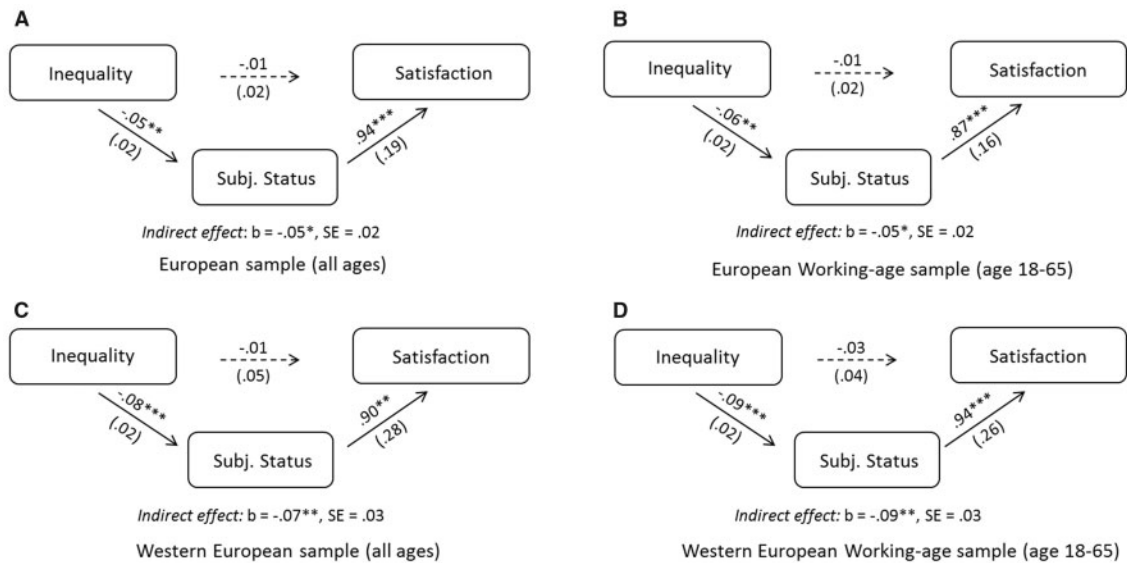 A
Inequality
-.01
(.02)
Satisfaction
-.05**
(.02)
.94***
(.19)
Subj. Status
Indirect effect: b = -.05*, SE = .02
European sample (all ages)
B
Inequality
-.01
(.02)
Satisfaction
-.06**
(.02)
.87***
(.16)
Subj. Status
Indirect effect: b = -.05*, SE = .02
European Working-age sample (age 18-65)
C
Inequality
-.01
(.05)
Satisfaction
-.08***
(.02)
.90**
(.28)
Subj. Status
Indirect effect: b = -.07**, SE = .03
Western European sample (all ages)
D
Inequality
-.03
(.04)
Satisfaction
-.09***
(.02)
.94***
(.26)
Subj. Status
Indirect effect: b = -.09**, SE = .03
Western European Working-age sample (age 18-65)